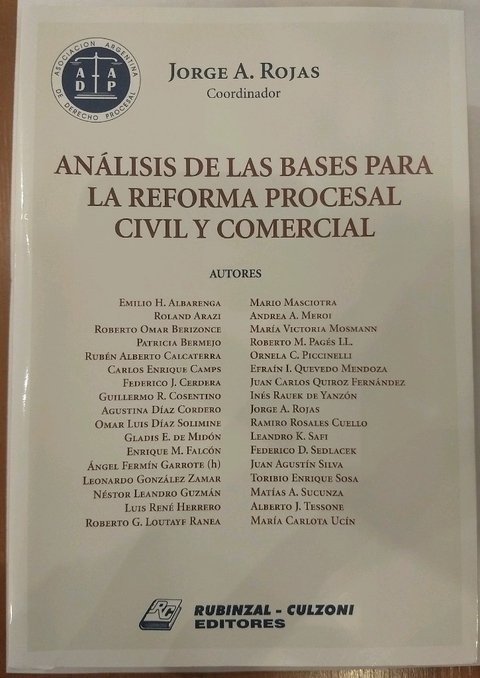 ASOCIACION ARGENTINA
DE DERECHO PROCESAL
A A
D P
JORGE A. ROJAS
Coordinador
ANÁLISIS DE LAS BASES PARA
LA REFORMA PROCESAL
CIVIL Y COMERCIAL
AUTORES
EMILIO H. ALBARENGA
ROLAND ARAZI
ROBERTO OMAR BERIZONCE
PATRICIA BERMEJO
RUBÉN ALBERTO CALCATERRA
CARLOS ENRIQUE CAMPS
FEDERICO J. CERDERA
GUILLERMO R. COSENTINO
AGUSTINA DÍAZ CORDERO
OMAR LUIS DÍAZ SOLIMINE
GLADIS E. DE MIDÓN
ENRIQUE M. FALCÓN
ÁNGEL FERMÍN GARROTE (h)
LEONARDO GONZÁLEZ ZAMAR
NÉSTOR LEANDRO GUZMÁN
LUIS RENÉ HERRERO
ROBERTO G. LOUTAYF RANEA
MARIO MASCIOTRA
ANDREA A. MEROI
MARÍA VICTORIA MOSMANN
ROBERTO M. PAGÉS LL.
ORNELA C. PICCINELLI
EFRAÍN I. QUEVEDO MENDOZA
JUAN CARLOS QUIROZ FERNÁNDEZ
INÉS RAUEK DE YANZÓN
JORGE A. ROJAS
RAMIRO ROSALES CUELLO
LEANDRO K. SAFI
FEDERICO D. SEDLACEK
JUAN AGUSTÍN SILVA
TORIBIO ENRIQUE SOSA
MATÍAS A. SUCUNZA
ALBERTO J. TESSONE
MARÍA CARLOTA UCÍN
RC
RUBINZAL - CULZONI
EDITORES